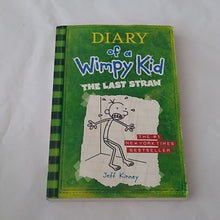 DIARY
of a
Wimpy Kid
THE LAST STRAW
THE #1
NEW YORK TIMES
BESTSELLER
Jeff Kinney